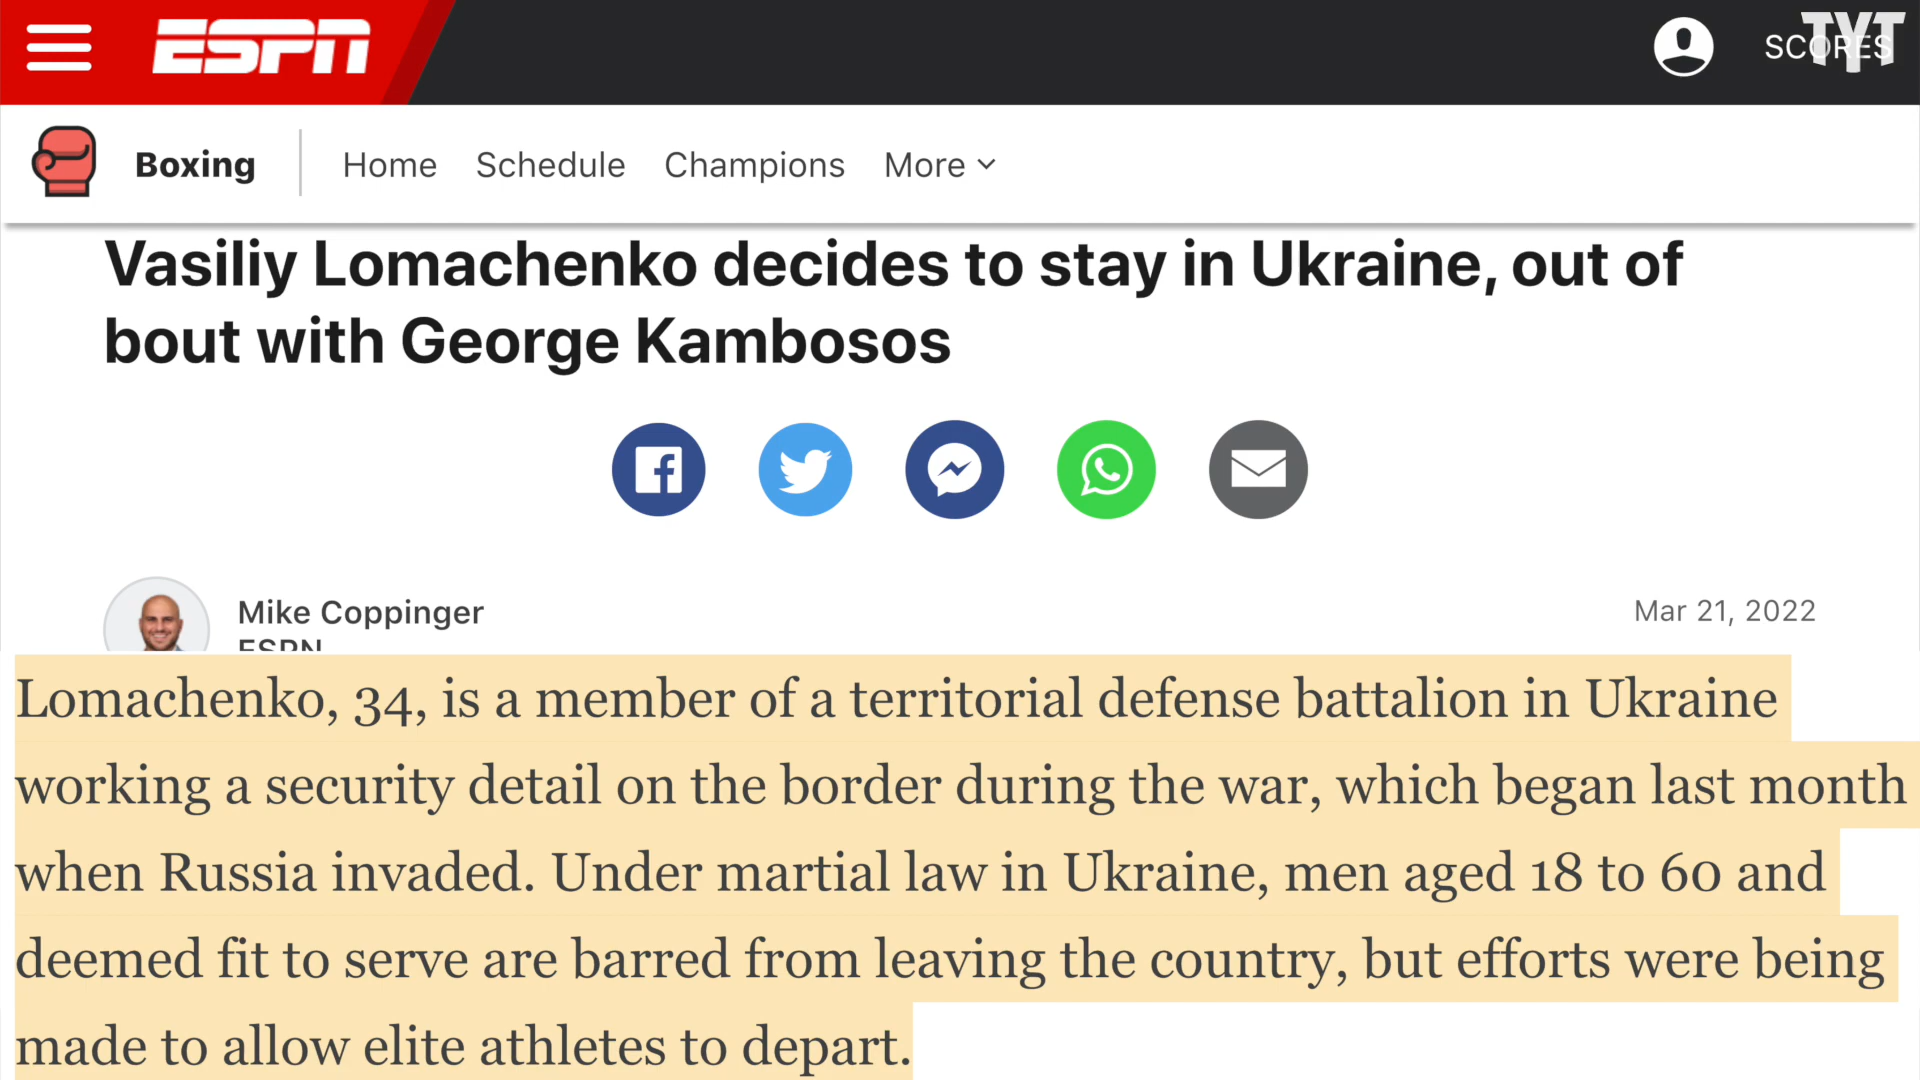 ESPN
SCORES
TYT
Boxing
Home Schedule Champions More
Vasiliy Lomachenko decides to stay in Ukraine, out of
bout with George Kambosos
Mike Coppinger
Mar 21, 2022
ESPN
Lomachenko, 34, is a member of a territorial defense battalion in Ukraine
working a security detail on the border during the war, which began last month
when Russia invaded. Under martial law in Ukraine, men aged 18 to 60 and
deemed fit to serve are barred from leaving the country, but efforts were being
made to allow elite athletes to depart.